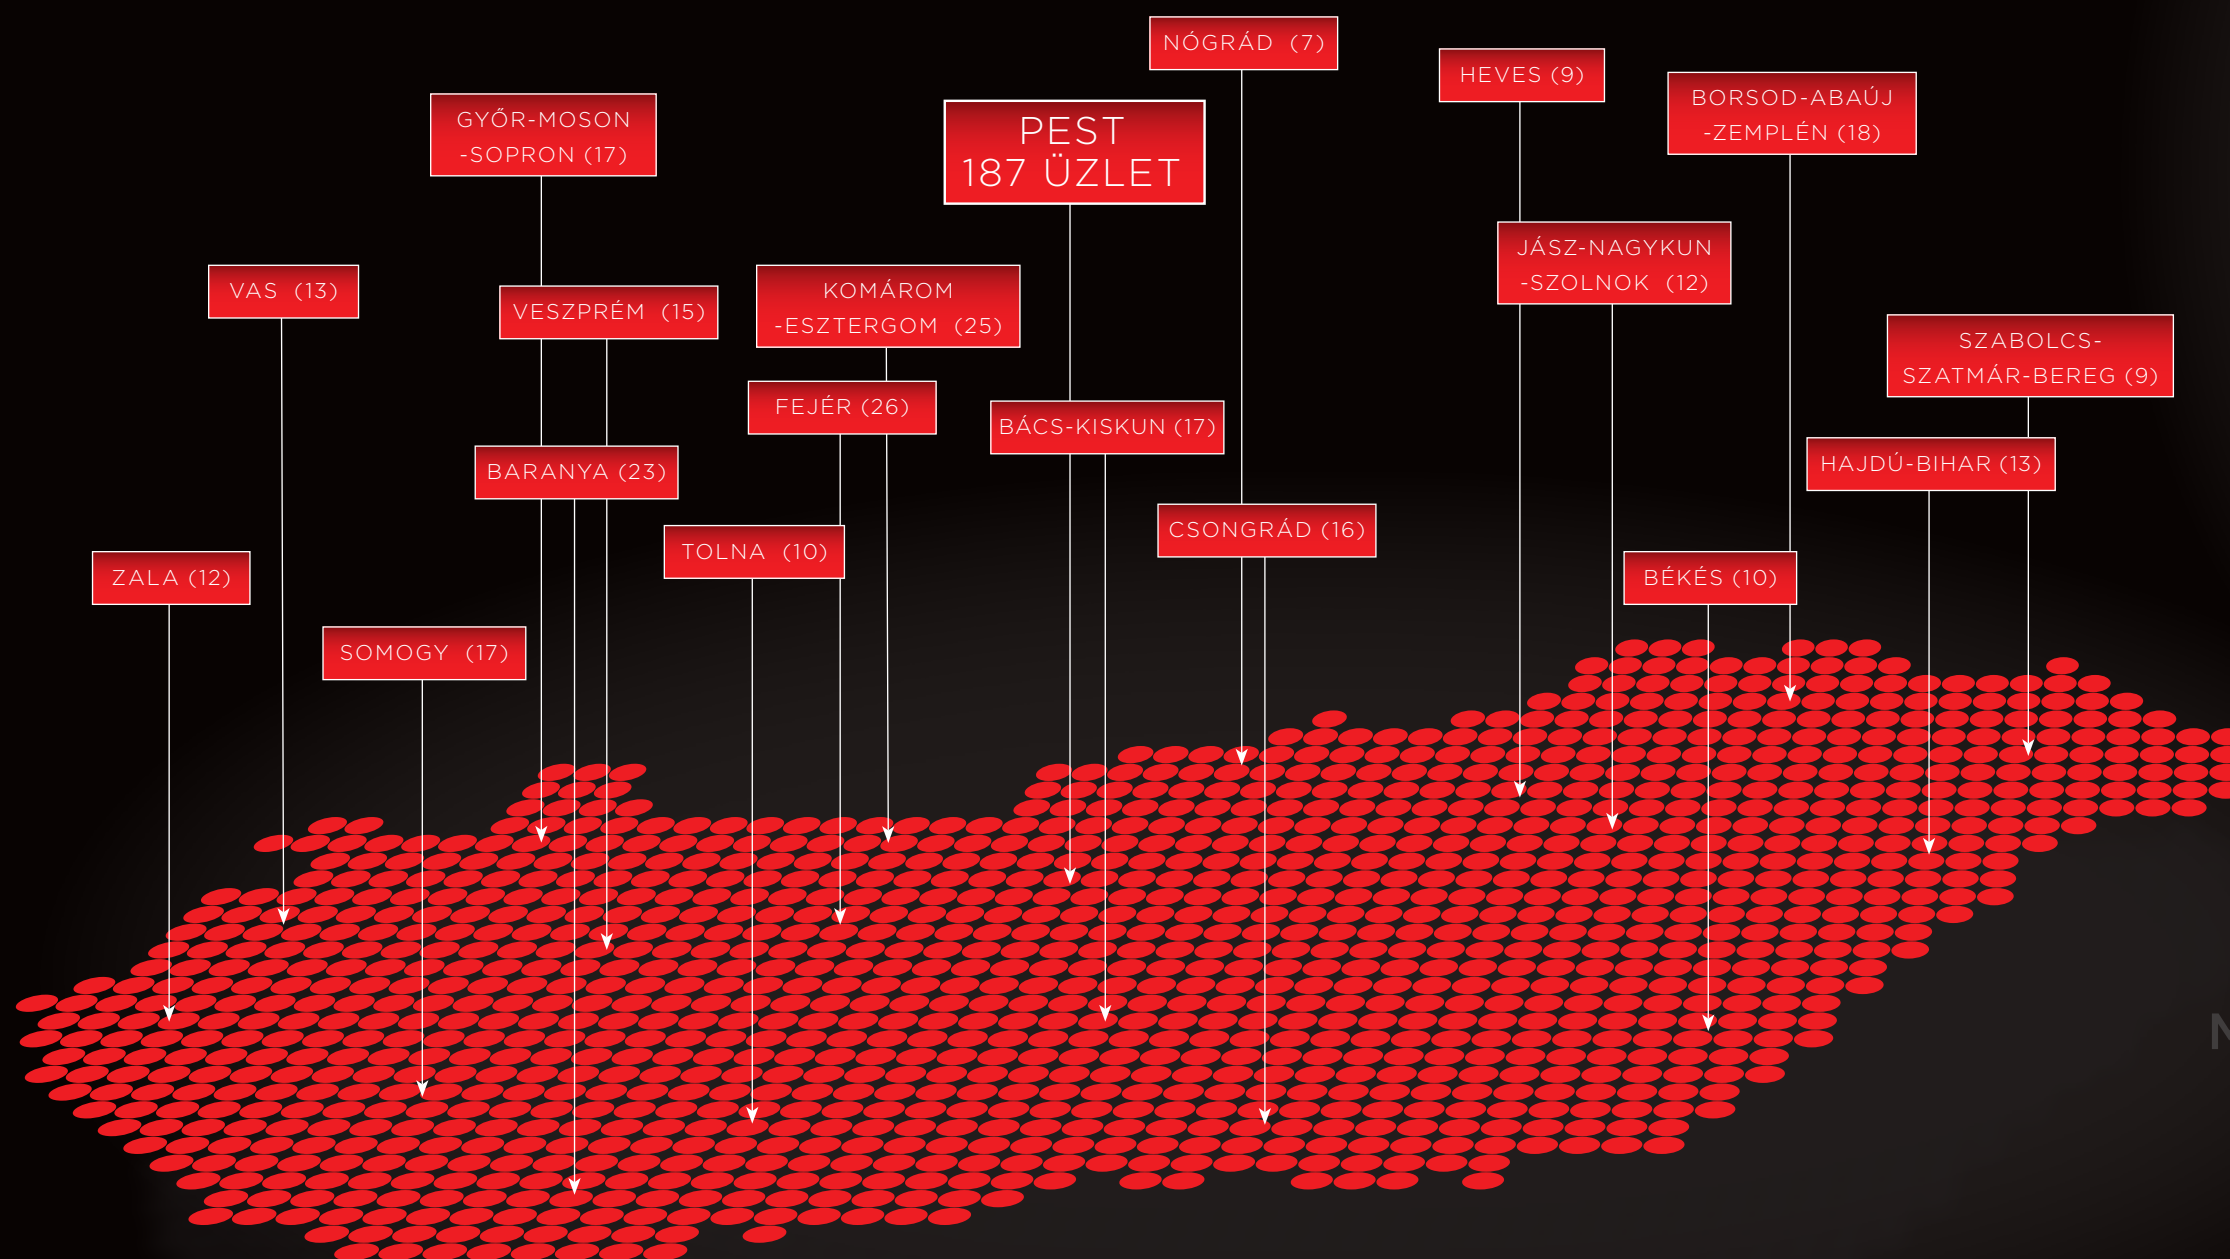 NÓGRÁD (7)
HEVES (9)
BORSOD-ABAÚJ
-ZEMPLÉN (18)
GYŐR-MOSON
-SOPRON (17)
PEST
187 ÜZLET
JÁSZ-NAGYKUN
-SZOLNOK (12)
VAS (13)
VESZPRÉM (15)
KOMÁROM
-ESZTERGOM (25)
SZABOLCS-
SZATMÁR-BEREG (9)
FEJÉR (26)
BÁCS-KISKUN (17)
HAJDÚ-BIHAR (13)
BARANYA (23)
CSONGRÁD (16)
TOLNA (10)
ZALA (12)
BÉKÉS (10)
SOMOGY (17)